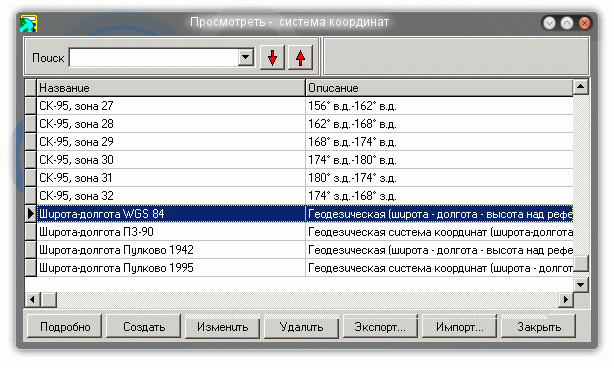 Просмотреть - система координат
Поиск
Название Описание
СК-95, зона 27 156° в.д.-162° в.д.
СК-95, зона 28 162° в.д.-168° в.д.
СК-95, зона 29 168° в.д.-174° в.д.
СК-95, зона 30 174° в.д.-180° в.д.
СК-95, зона 31 180° з.д.-174° з.д.
СК-95, зона 32 174° з.д.-168° з.д.
Широта-долгота WGS 84 Геодезическая (широта - долгота - высота над рефе
Широта-долгота ПЗ-90 Геодезическая система координат (широта-долгота
Широта-долгота Пулково 1942 Геодезическая (широта - долгота - высота над рефе
Широта-долгота Пулково 1995 Геодезическая система координат (широта - долгот
Подробно Создать Изменить Удалить Экспорт... Импорт... Закрыть